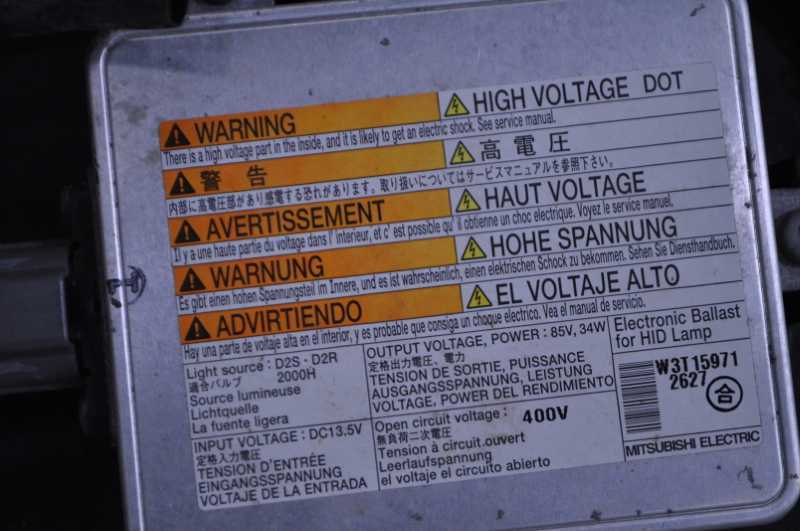 WARNING HIGH VOLTAGE DOT
There is a high voltage part in the inside, and it is likely to get an electric shock. See service manual.
警告 高電圧
内部に高電圧部があり感電する恐れがあります。取り扱いについてはサービスマニュアルを参照下さい。
AVERTISSEMENT HAUT VOLTAGE
Il y a une haute partie du voltage dans l' interieur, et c' est possible qu' il obtienne un choc electrique. Voyez le service manuel.
WARNUNG HOHE SPANNUNG
Es gibt einen hohen Spannungsteil im Innere, und es ist wahrscheinlich, einen elektrischen Schock zu bekommen. Sehen Sie Diensthandbuch.
ADVIRTIENDO EL VOLTAJE ALTO
Hay una parte de voltaje alta en el interior, y es probable que consiga un choque electrico. Vea el manual de servicio.
Light source : D2S · D2R
適合バルブ 2000H
Source lumineuse
Lichtquelle
La fuente ligera
INPUT VOLTAGE : DC13.5V
定格入力電圧
TENSION D'ENTRÉE
EINGANGSSPANNUNG
VOLTAJE DE LA ENTRADA
OUTPUT VOLTAGE, POWER : 85V, 34W
定格出力電圧、電力
TENSION DE SORTIE, PUISSANCE
AUSGANGSSPANNUNG, LEISTUNG
VOLTAGE, POWER DEL RENDIMIENTO
Open circuit voltage : 400V
無負荷二次電圧
Tension à circuit.ouvert
Leerlaufspannung
el voltaje el circuito abierto
Electronic Ballast
for HID Lamp
W3T15971
2627
合
MITSUBISHI ELECTRIC